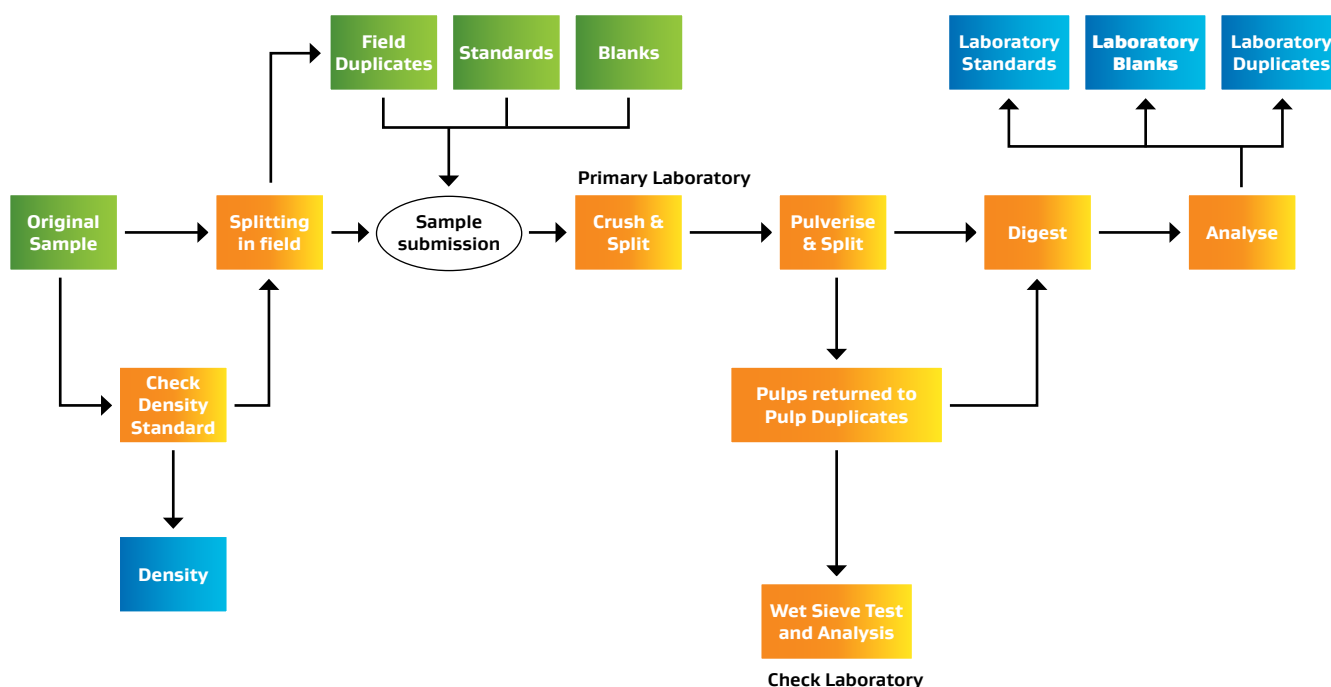 Field
Duplicates
Standards
Blanks
Laboratory
Standards
Laboratory
Blanks
Laboratory
Duplicates
Primary Laboratory
Original
Sample
Splitting
in field
Sample
submission
Crush &
Split
Pulverise
& Split
Digest
Analyse
Check
Density
Standard
Pulps returned to
Pulp Duplicates
Density
Wet Sieve Test
and Analysis
Check Laboratory